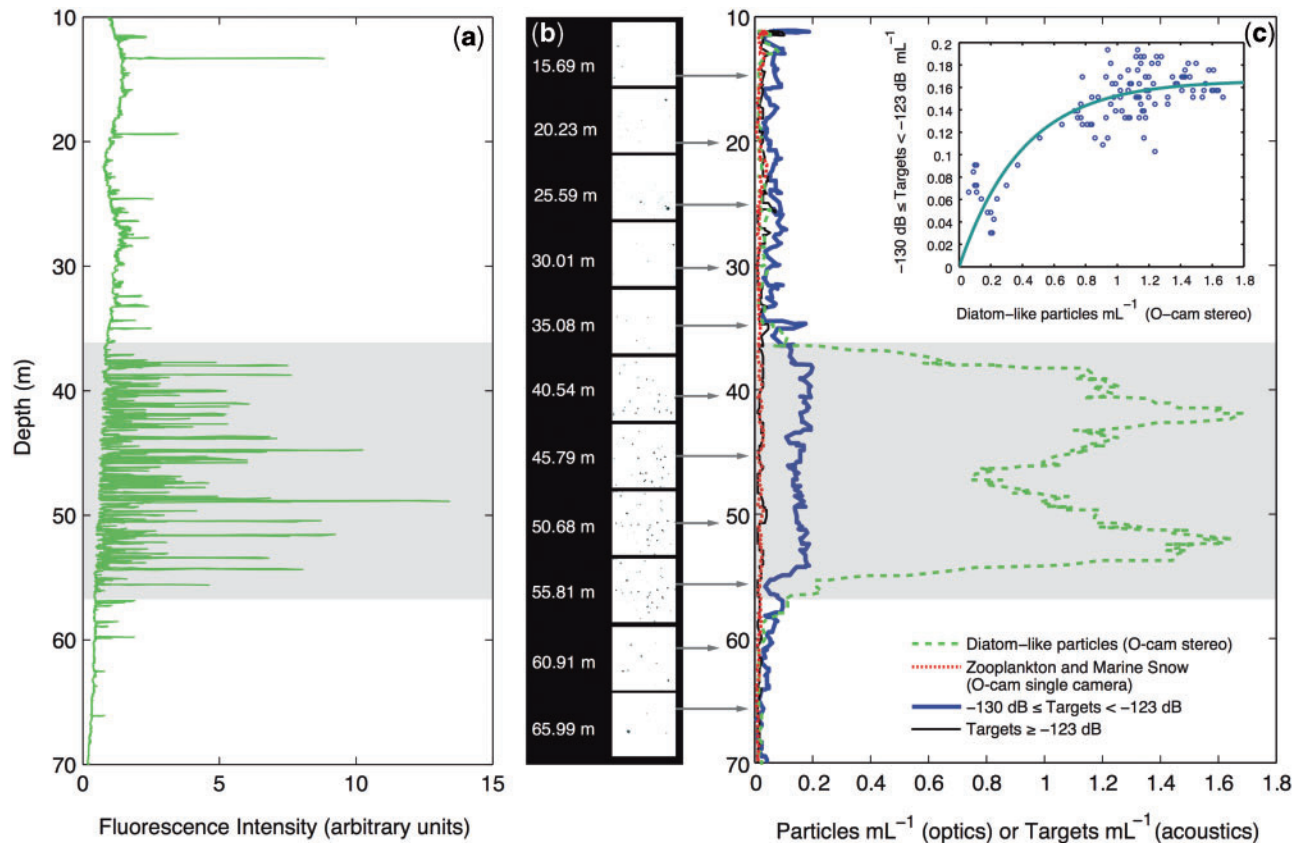 (a)
10
20
30
40
50
60
70
0
5
10
15
Depth (m)
Fluorescence Intensity (arbitrary units)
(b)
15.69 m
20.23 m
25.59 m
30.01 m
35.08 m
40.54 m
45.79 m
50.68 m
55.81 m
60.91 m
65.99 m
(c)
10
20
30
40
50
60
70
0
0.2
0.4
0.6
0.8
1
1.2
1.4
1.6
1.8
Particles mL⁻¹ (optics) or Targets mL⁻¹ (acoustics)
0.2
0.18
0.16
0.14
0.12
0.1
0.08
0.06
0.04
0.02
0
0
0.2
0.4
0.6
0.8
1
1.2
1.4
1.6
1.8
−130 dB ≤ Targets < −123 dB mL⁻¹
Diatom−like particles mL⁻¹ (O−cam stereo)
Diatom−like particles (O−cam stereo)
Zooplankton and Marine Snow
(O−cam single camera)
−130 dB ≤ Targets < −123 dB
Targets ≥ −123 dB